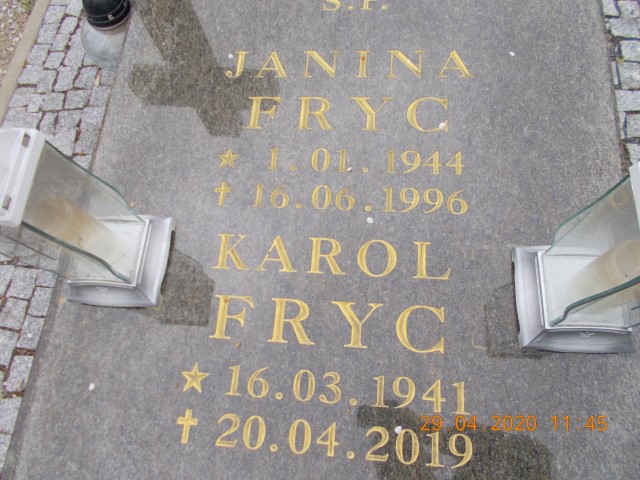 Ś.P.
JANINA
FRYC
★ 1.01.1944
✝ 16.06.1996
KAROL
FRYC
★ 16.03.1941
✝ 20.04.2019
29.04.2020 11:45